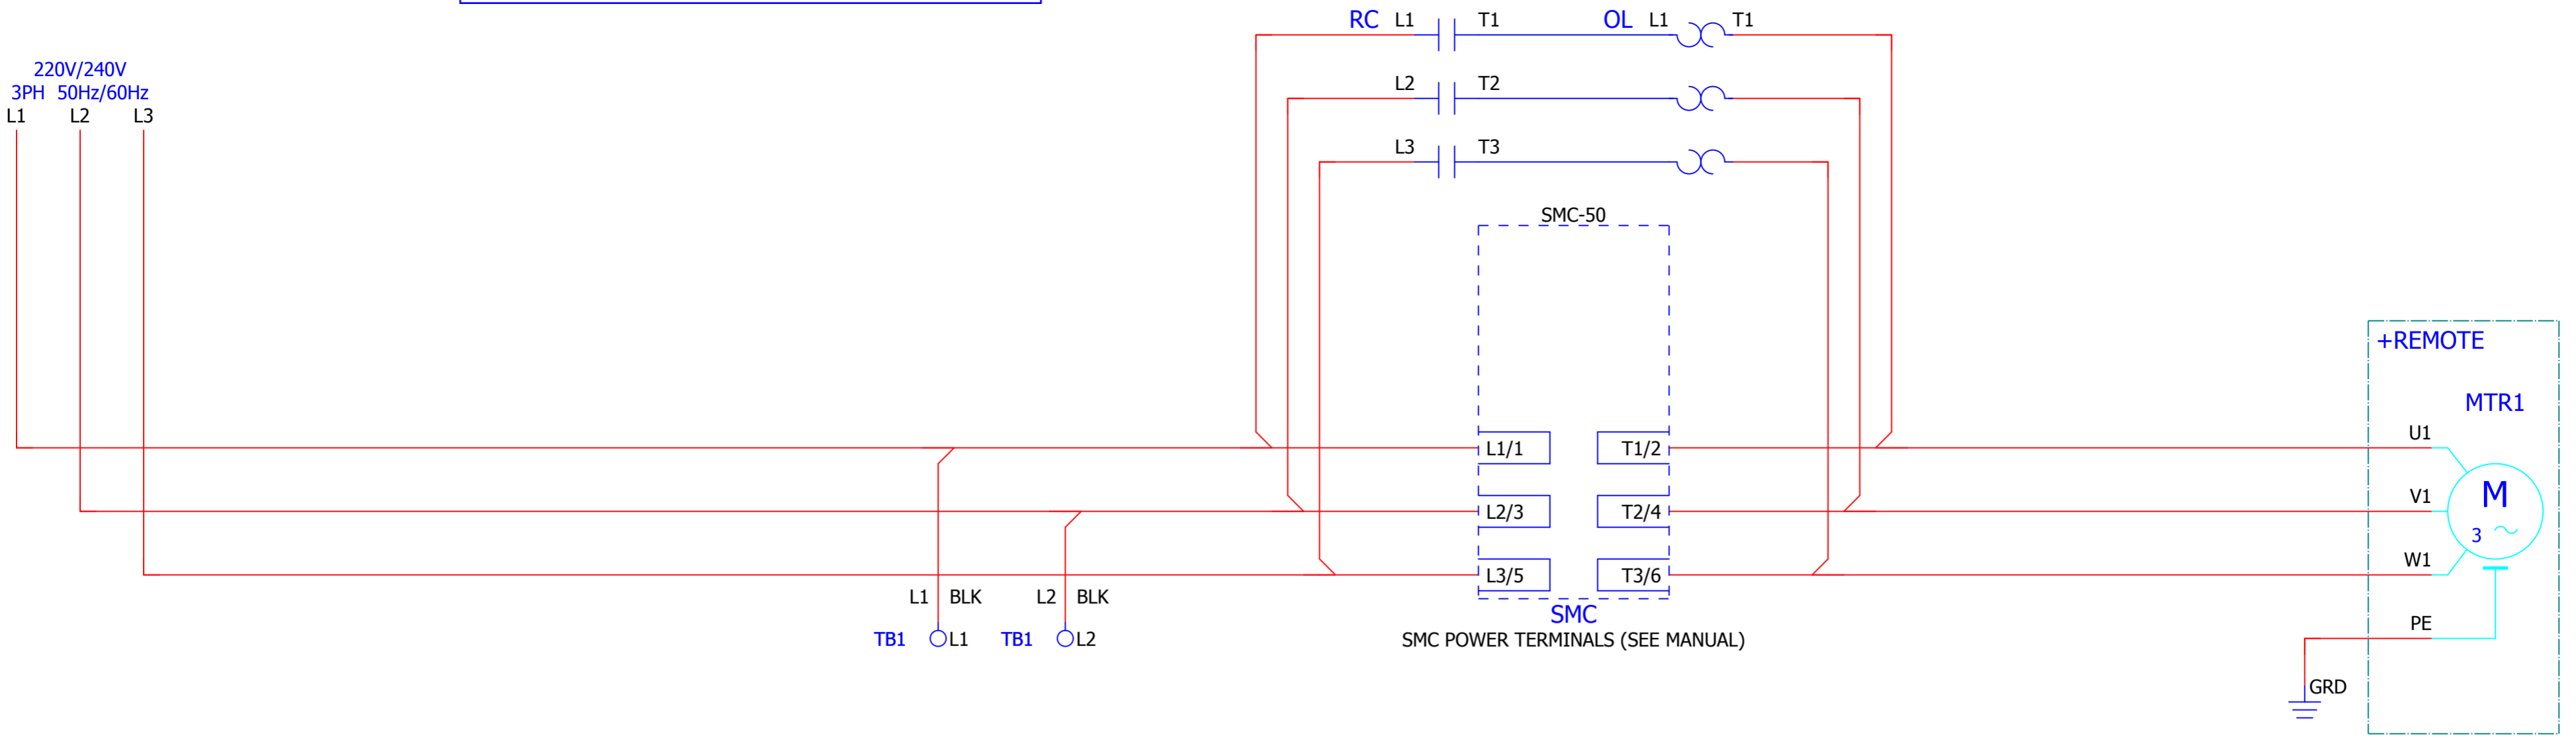 RC L1 T1 OL L1 T1
220V/240V
3PH 50Hz/60Hz
L1 L2 L3
L2 T2
L3 T3
SMC-50
+REMOTE
MTR1
U1
L1/1 T1/2
V1
M
L2/3 T2/4
3
W1
L3/5 T3/6
L1 BLK L2 BLK
SMC
PE
TB1 L1 TB1 L2
SMC POWER TERMINALS (SEE MANUAL)
GRD